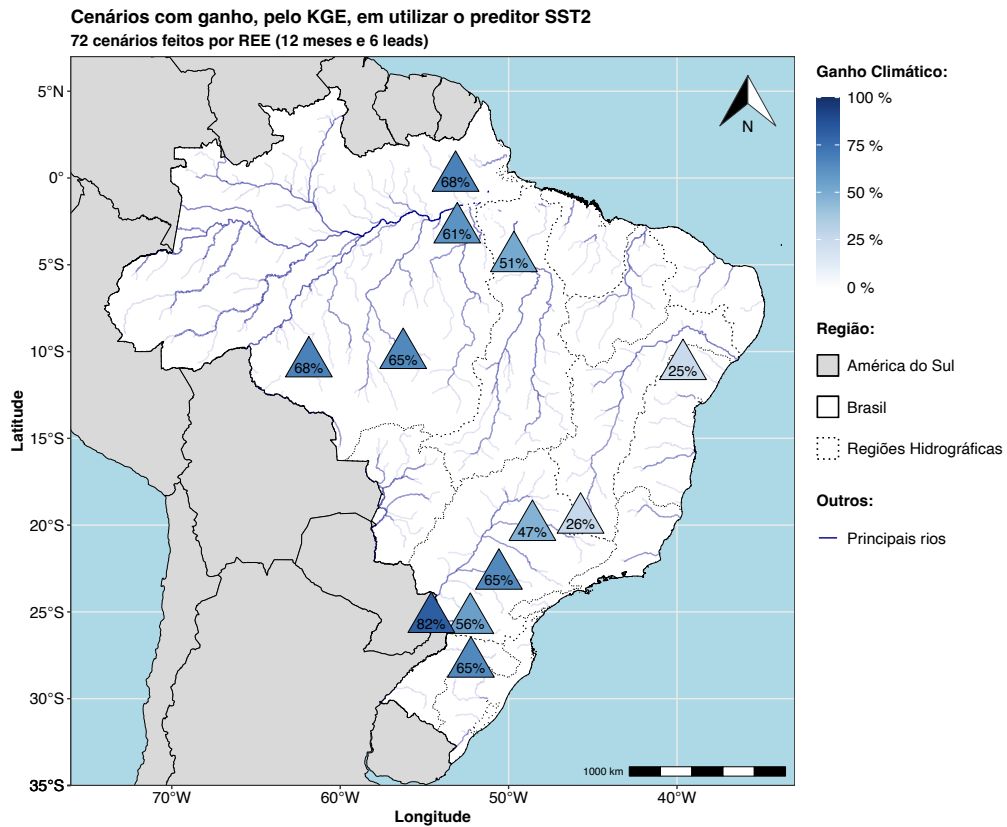 Cenários com ganho, pelo KGE, em utilizar o preditor SST2
72 cenários feitos por REE (12 meses e 6 leads)
5°N
0°
5°S
10°S
15°S
20°S
25°S
30°S
35°S
Latitude
N
68%
61%
51%
68%
65%
25%
47%
26%
65%
82%
56%
65%
1000 km
70°W
60°W
50°W
40°W
Longitude
Ganho Climático:
100 %
75 %
50 %
25 %
0 %
Região:
América do Sul
Brasil
Regiões Hidrográficas
Outros:
Principais rios